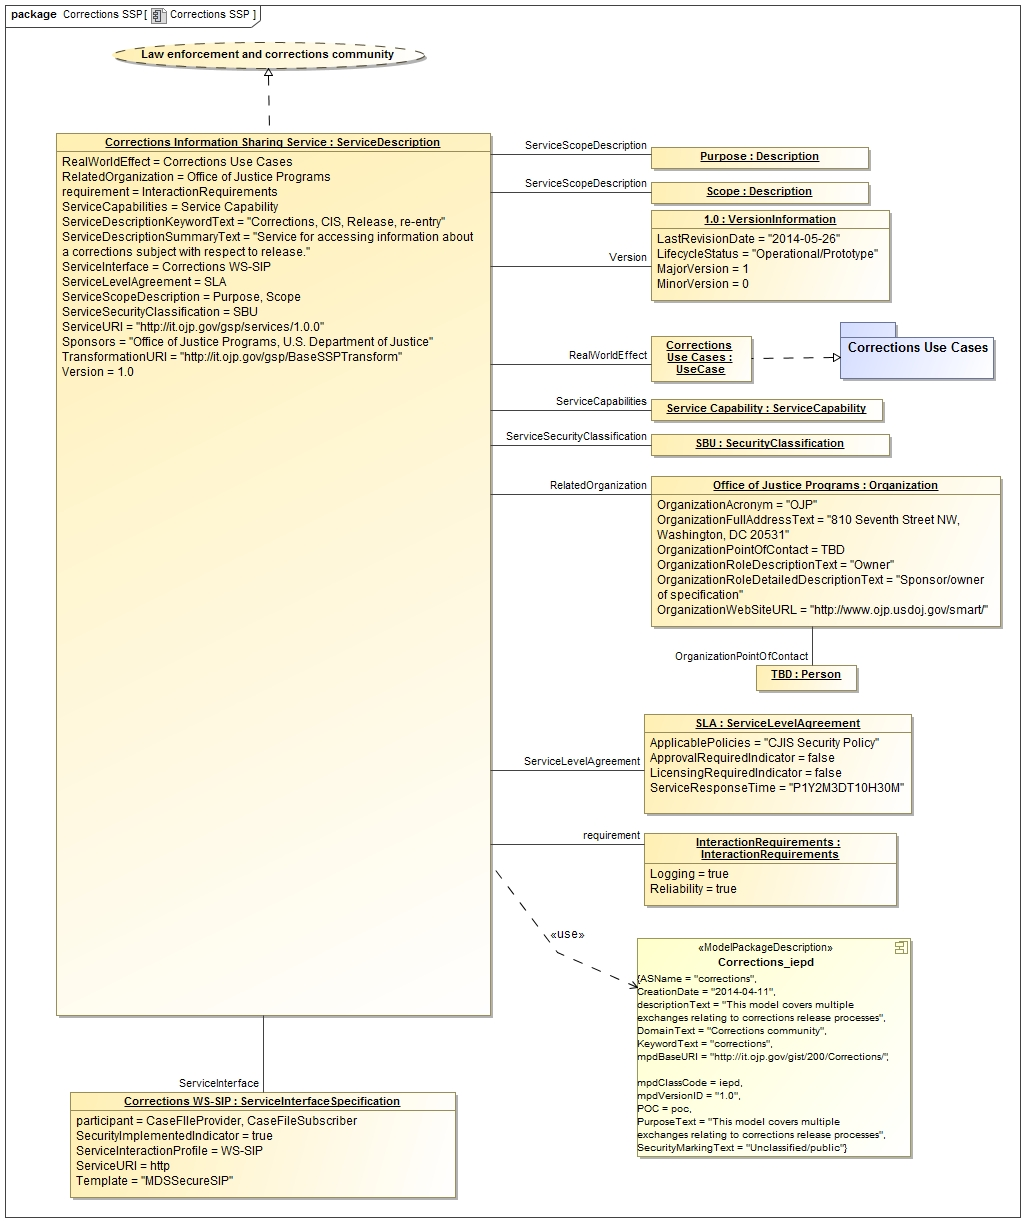 package Corrections SSP[ Corrections SSP ]
Law enforcement and corrections community
Corrections Information Sharing Service : ServiceDescription
RealWorldEffect = Corrections Use Cases
RelatedOrganization = Office of Justice Programs
requirement = InteractionRequirements
ServiceCapabilities = Service Capability
ServiceDescriptionKeywordText = "Corrections, CIS, Release, re-entry"
ServiceDescriptionSummaryText = "Service for accessing information about
a corrections subject with respect to release."
ServiceInterface = Corrections WS-SIP
ServiceLevelAgreement = SLA
ServiceScopeDescription = Purpose, Scope
ServiceSecurityClassification = SBU
ServiceURI = "http://it.ojp.gov/gsp/services/1.0.0"
Sponsors = "Office of Justice Programs, U.S. Department of Justice"
TransformationURI = "http://it.ojp.gov/gsp/BaseSSPTransform"
Version = 1.0
ServiceScopeDescription
Purpose : Description
ServiceScopeDescription
Scope : Description
Version
1.0 : VersionInformation
LastRevisionDate = "2014-05-26"
LifecycleStatus = "Operational/Prototype"
MajorVersion = 1
MinorVersion = 0
RealWorldEffect
Corrections
Use Cases :
UseCase
Corrections Use Cases
ServiceCapabilities
Service Capability : ServiceCapability
ServiceSecurityClassification
SBU : SecurityClassification
RelatedOrganization
Office of Justice Programs : Organization
OrganizationAcronym = "OJP"
OrganizationFullAddressText = "810 Seventh Street NW,
Washington, DC 20531"
OrganizationPointOfContact = TBD
OrganizationRoleDescriptionText = "Owner"
OrganizationRoleDetailedDescriptionText = "Sponsor/owner
of specification"
OrganizationWebSiteURL = "http://www.ojp.usdoj.gov/smart/"
OrganizationPointOfContact
TBD : Person
ServiceLevelAgreement
SLA : ServiceLevelAgreement
ApplicablePolicies = "CJIS Security Policy"
ApprovalRequiredIndicator = false
LicensingRequiredIndicator = false
ServiceResponseTime = "P1Y2M3DT10H30M"
requirement
InteractionRequirements :
InteractionRequirements
Logging = true
Reliability = true
«use»
«ModelPackageDescription»
Corrections_iepd
{ASName = "corrections",
CreationDate = "2014-04-11",
descriptionText = "This model covers multiple
exchanges relating to corrections release processes",
DomainText = "Corrections community",
KeywordText = "corrections",
mpdBaseURI = "http://it.ojp.gov/gist/200/Corrections/",
mpdClassCode = iepd,
mpdVersionID = "1.0",
POC = poc,
PurposeText = "This model covers multiple
exchanges relating to corrections release processes",
SecurityMarkingText = "Unclassified/public"}
ServiceInterface
Corrections WS-SIP : ServiceInterfaceSpecification
participant = CaseFIleProvider, CaseFileSubscriber
SecurityImplementedIndicator = true
ServiceInteractionProfile = WS-SIP
ServiceURI = http
Template = "MDSSecureSIP"